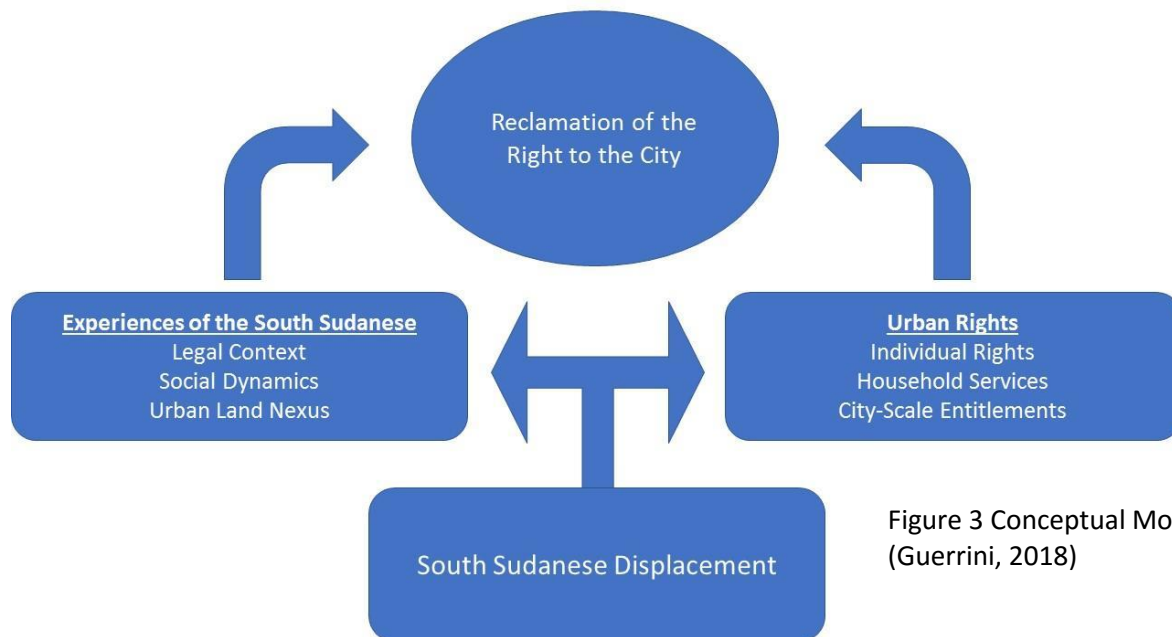 Reclamation of the
Right to the City
Experiences of the South Sudanese
Legal Context
Social Dynamics
Urban Land Nexus
Urban Rights
Individual Rights
Household Services
City-Scale Entitlements
South Sudanese Displacement
Figure 3 Conceptual Mo
(Guerrini, 2018)